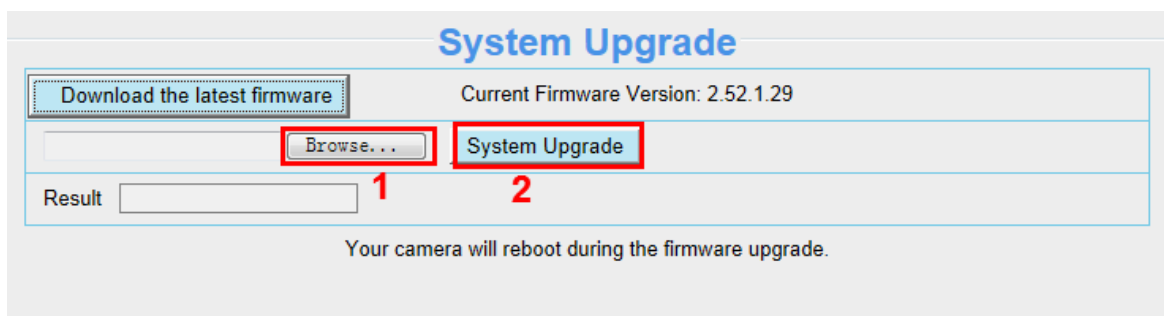 System Upgrade
Download the latest firmware Current Firmware Version: 2.52.1.29
Browse... System Upgrade
1 2
Result
Your camera will reboot during the firmware upgrade.